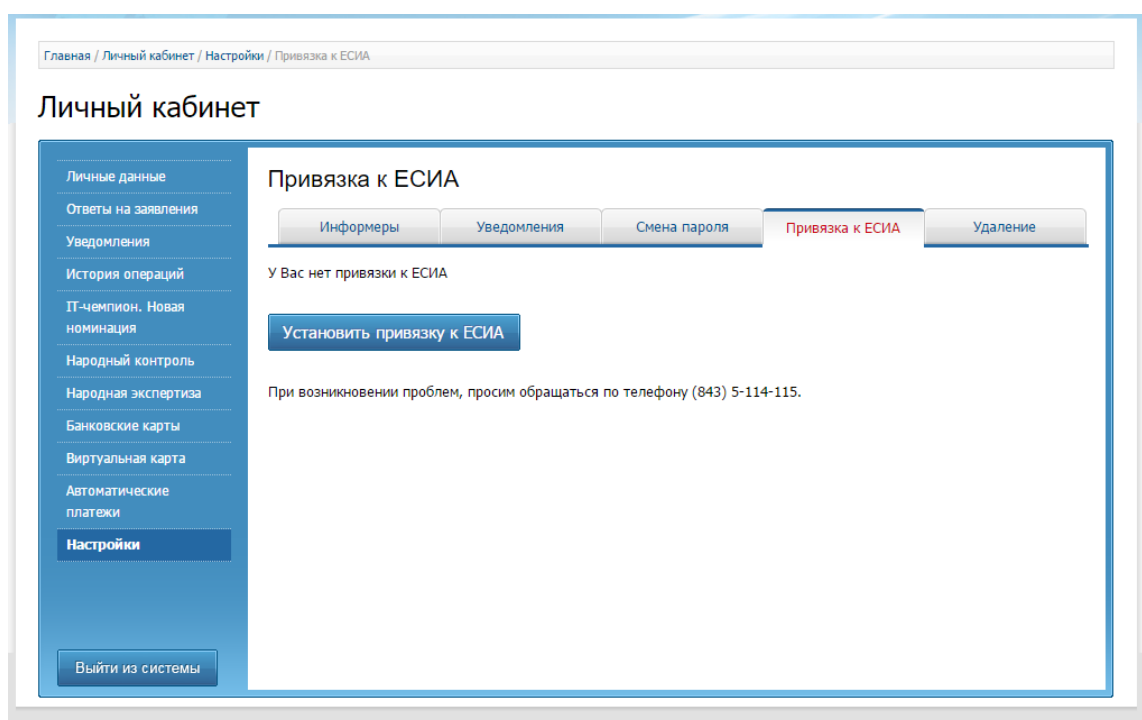 Главная / Личный кабинет / Настройки / Привязка к ЕСИА
Личный кабинет
Личные данные
Ответы на заявления
Уведомления
История операций
IT-чемпион. Новая
номинация
Народный контроль
Народная экспертиза
Банковские карты
Виртуальная карта
Автоматические
платежи
Настройки
Выйти из системы
Привязка к ЕСИА
Информеры Уведомления Смена пароля Привязка к ЕСИА Удаление
У Вас нет привязки к ЕСИА
Установить привязку к ЕСИА
При возникновении проблем, просим обращаться по телефону (843) 5-114-115.